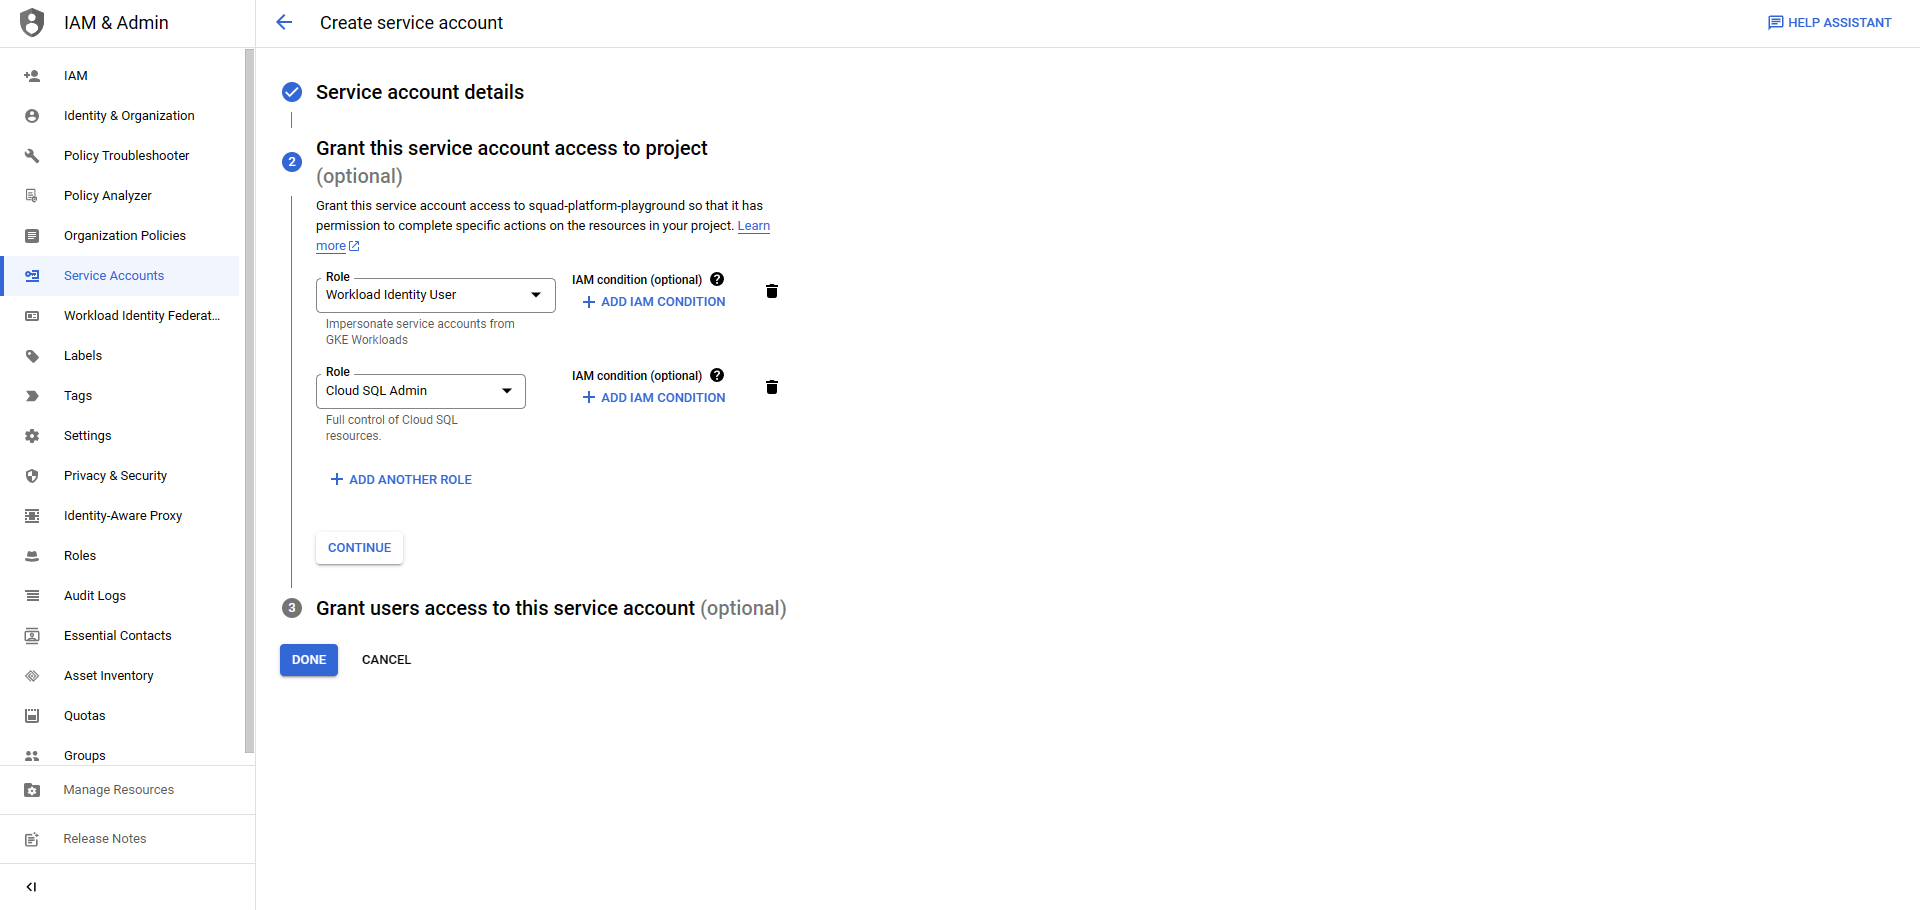 IAM & Admin
Create service account
HELP ASSISTANT
IAM
Identity & Organization
Policy Troubleshooter
Policy Analyzer
Organization Policies
Service Accounts
Workload Identity Federat...
Labels
Tags
Settings
Privacy & Security
Identity-Aware Proxy
Roles
Audit Logs
Essential Contacts
Asset Inventory
Quotas
Groups
Manage Resources
Release Notes
Service account details
2
Grant this service account access to project
(optional)
Grant this service account access to squad-platform-playground so that it has
permission to complete specific actions on the resources in your project. Learn
more
Role
Workload Identity User
IAM condition (optional)
ADD IAM CONDITION
Impersonate service accounts from
GKE Workloads
Role
Cloud SQL Admin
IAM condition (optional)
ADD IAM CONDITION
Full control of Cloud SQL
resources.
ADD ANOTHER ROLE
CONTINUE
3
Grant users access to this service account (optional)
DONE
CANCEL